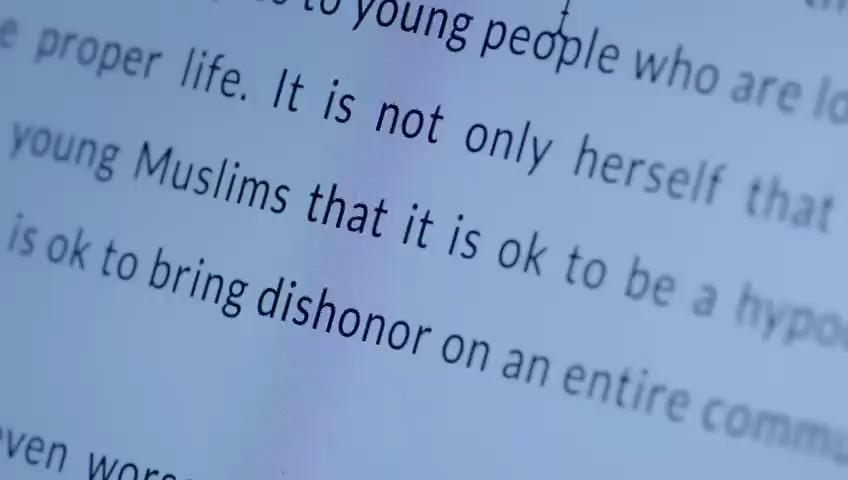 to young people who are
proper life. It is not only herself that
young Muslims that it is ok to be a
is ok to bring dishonor on an entire